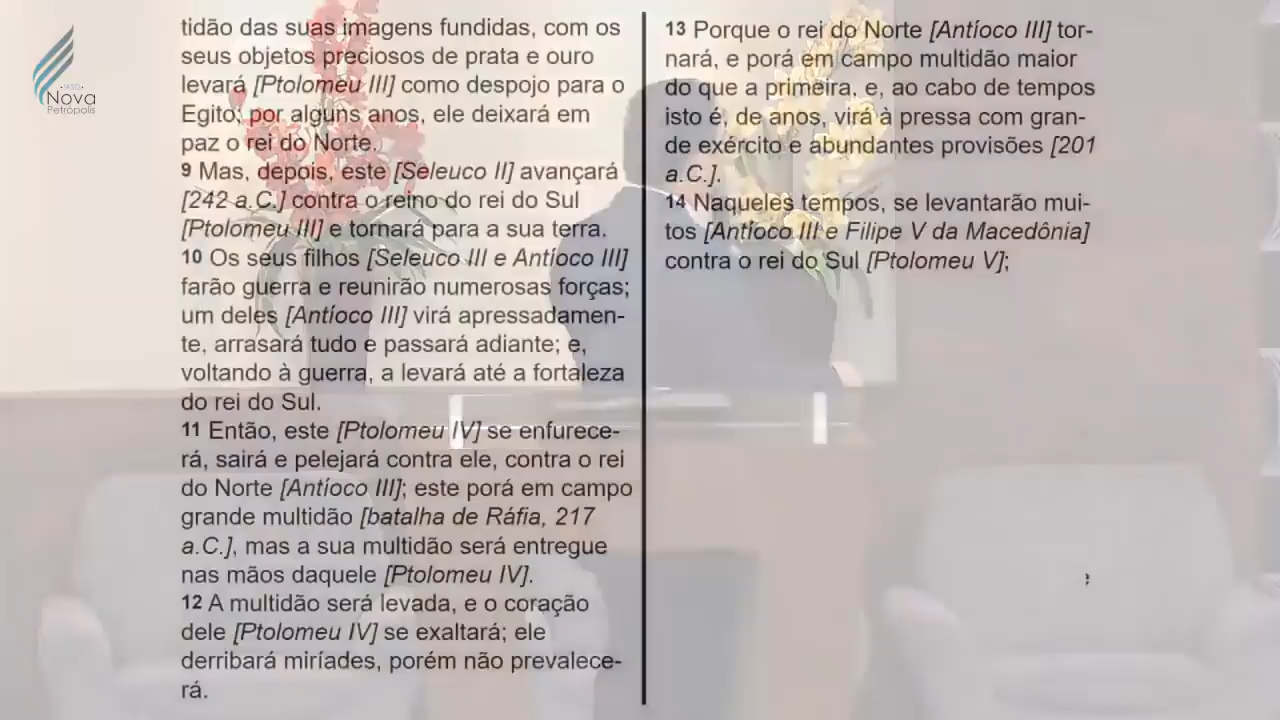 IASD
Nova
Petrópolis
tidão das suas imagens fundidas, com os
seus objetos preciosos de prata e ouro
levará [Ptolomeu III] como despojo para o
Egito; por alguns anos, ele deixará em
paz o rei do Norte.
9 Mas, depois, este [Seleuco II] avançará
[242 a.C.] contra o reino do rei do Sul
[Ptolomeu III] e tornará para a sua terra.
10 Os seus filhos [Seleuco III e Antíoco III]
farão guerra e reunirão numerosas forças;
um deles [Antíoco III] virá apressadamen-
te, arrasará tudo e passará adiante; e,
voltando à guerra, a levará até a fortaleza
do rei do Sul.
11 Então, este [Ptolomeu IV] se enfurece-
rá, sairá e pelejará contra ele, contra o rei
do Norte [Antíoco III]; este porá em campo
grande multidão [batalha de Ráfia, 217
a.C.], mas a sua multidão será entregue
nas mãos daquele [Ptolomeu IV].
12 A multidão será levada, e o coração
dele [Ptolomeu IV] se exaltará; ele
derribará miríades, porém não prevalece-
rá.
13 Porque o rei do Norte [Antíoco III] tor-
nará, e porá em campo multidão maior
do que a primeira, e, ao cabo de tempos
isto é, de anos, virá à pressa com gran-
de exército e abundantes provisões [201
a.C.].
14 Naqueles tempos, se levantarão mui-
tos [Antíoco III e Filipe V da Macedônia]
contra o rei do Sul [Ptolomeu V];